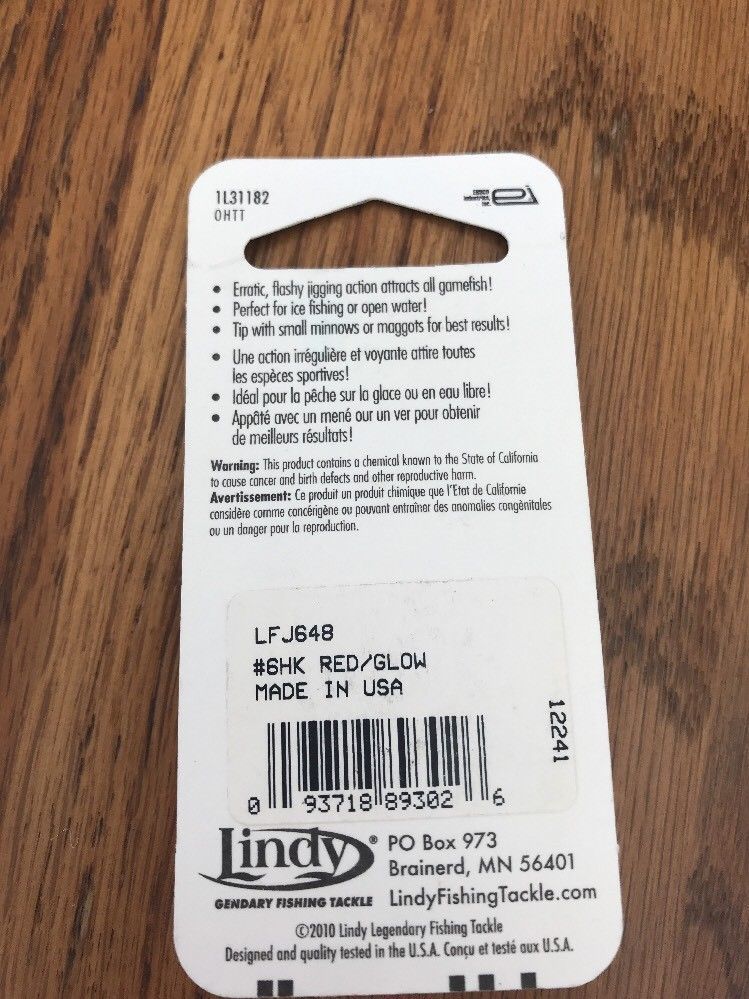 1L31182
OHTT
ei
• Erratic, flashy jigging action attracts all gamefish!
• Perfect for ice fishing or open water!
• Tip with small minnows or maggots for best results!
• Une action irrégulière et voyante attire toutes
les espèces sportives!
• Idéal pour la pêche sur la glace ou en eau libre!
• Appâté avec un mené our un ver pour obtenir
de meilleurs résultats!
Warning: This product contains a chemical known to the State of California
to cause cancer and birth defects and other reproductive harm.
Avertissement: Ce produit un produit chimique que l'Etat de Californie
considère comme cancérigène ou pouvant entraîner des anomalies congénitales
ou un danger pour la reproduction.
LFJ648
#6HK RED/GLOW
MADE IN USA
12241
0 93718 89302 6
Lindy®
GENDARY FISHING TACKLE
PO Box 973
Brainerd, MN 56401
LindyFishingTackle.com
©2010 Lindy Legendary Fishing Tackle
Designed and quality tested in the U.S.A. Conçu et testé aux U.S.A.